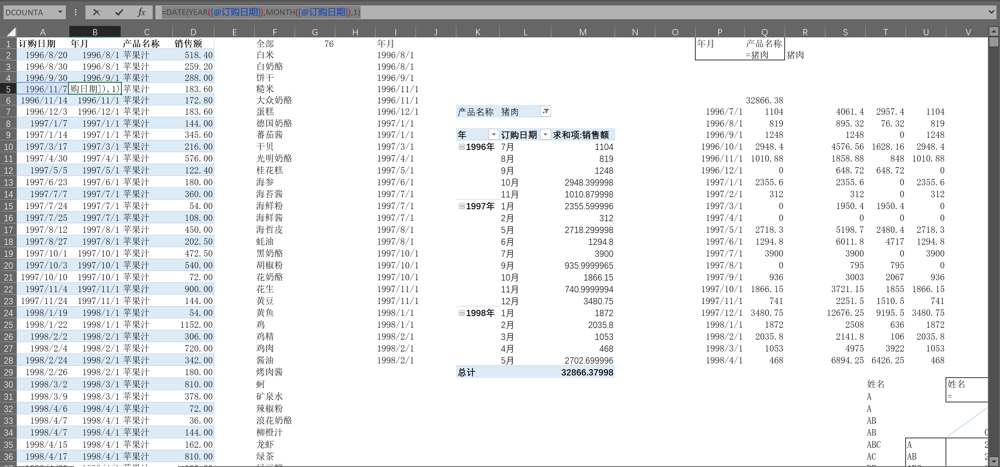 DCOUNTA =DATE(YEAR([@订购日期]),MONTH([@订购日期]),1)
A B C D E F G H I J K L M N O P Q R S T U V
1 订购日期 年月 产品名称 销售额 全部 76 年月 年月 产品名称
2 1996/8/20 1996/8/1 苹果汁 518.40 白米 1996/8/1 =猪肉 猪肉
3 1996/8/30 1996/8/1 苹果汁 259.20 白奶酪 1996/8/1
4 1996/9/30 1996/9/1 苹果汁 288.00 饼干 1996/9/1
5 1996/11/7 购日期]),1) 苹果汁 183.60 糙米 1996/11/1
6 1996/11/14 1996/11/1 苹果汁 172.80 大众奶酪 1996/11/1 32866.38
7 1996/12/3 1996/12/1 苹果汁 183.60 蛋糕 1996/12/1 产品名称 猪肉 1996/7/1 1104 4061.4 2957.4 1104
8 1997/1/7 1997/1/1 苹果汁 144.00 德国奶酪 1997/1/1 1996/8/1 819 895.32 76.32 819
9 1997/1/14 1997/1/1 苹果汁 345.60 蕃茄酱 1997/1/1 年 订购日期 求和项:销售额 1996/9/1 1248 1248 0 1248
10 1997/3/17 1997/3/1 苹果汁 216.00 干贝 1997/3/1 1996年 7月 1104 1996/10/1 2948.4 4576.56 1628.16 2948.4
11 1997/4/30 1997/4/1 苹果汁 576.00 光明奶酪 1997/4/1 8月 819 1996/11/1 1010.88 1858.88 848 1010.88
12 1997/5/5 1997/5/1 苹果汁 122.40 桂花糕 1997/5/1 9月 1248 1996/12/1 0 648.72 648.72 0
13 1997/6/23 1997/6/1 苹果汁 180.00 海参 1997/6/1 10月 2948.399998 1997/1/1 2355.6 2355.6 0 2355.6
14 1997/7/7 1997/7/1 苹果汁 360.00 海苔酱 1997/7/1 11月 1010.879998 1997/2/1 312 312 0 312
15 1997/7/24 1997/7/1 苹果汁 54.00 海鲜粉 1997/7/1 1997年 1月 2355.599996 1997/3/1 0 1950.4 1950.4 0
16 1997/7/25 1997/7/1 苹果汁 108.00 海鲜酱 1997/7/1 2月 312 1997/4/1 0 0 0 0
17 1997/8/12 1997/8/1 苹果汁 450.00 海哲皮 1997/8/1 5月 2718.299998 1997/5/1 2718.3 5198.7 2480.4 2718.3
18 1997/8/27 1997/8/1 苹果汁 202.50 蚝油 1997/8/1 6月 1294.8 1997/6/1 1294.8 6011.8 4717 1294.8
19 1997/10/1 1997/10/1 苹果汁 472.50 黑奶酪 1997/10/1 7月 3900 1997/7/1 3900 3900 0 3900
20 1997/10/3 1997/10/1 苹果汁 540.00 胡椒粉 1997/10/1 9月 935.9999965 1997/8/1 0 795 795 0
21 1997/10/10 1997/10/1 苹果汁 72.00 花奶酪 1997/10/1 10月 1866.15 1997/9/1 936 3003 2067 936
22 1997/11/4 1997/11/1 苹果汁 900.00 花生 1997/11/1 11月 740.9999994 1997/10/1 1866.15 3721.15 1855 1866.15
23 1997/11/24 1997/11/1 苹果汁 144.00 黄豆 1997/11/1 12月 3480.75 1997/11/1 741 2251.5 1510.5 741
24 1998/1/19 1998/1/1 苹果汁 54.00 黄鱼 1998/1/1 1998年 1月 1872 1997/12/1 3480.75 12676.25 9195.5 3480.75
25 1998/1/22 1998/1/1 苹果汁 1152.00 鸡 1998/1/1 2月 2035.8 1998/1/1 1872 2508 636 1872
26 1998/2/2 1998/2/1 苹果汁 306.00 鸡精 1998/2/1 3月 1053 1998/2/1 2035.8 2141.8 106 2035.8
27 1998/2/4 1998/2/1 苹果汁 720.00 鸡肉 1998/2/1 4月 468 1998/3/1 1053 4975 3922 1053
28 1998/2/24 1998/2/1 苹果汁 342.00 酱油 1998/2/1 5月 2702.699996 1998/4/1 468 6894.25 6426.25 468
29 1998/2/26 1998/2/1 苹果汁 180.00 烤肉酱 总计 32866.37998
30 1998/3/2 1998/3/1 苹果汁 810.00 蚵 姓名 姓名
31 1998/3/9 1998/3/1 苹果汁 378.00 矿泉水 A =
32 1998/4/6 1998/4/1 苹果汁 72.00 辣椒粉 A
33 1998/4/7 1998/4/1 苹果汁 36.00 浪花奶酪 AB
34 1998/4/7 1998/4/1 苹果汁 144.00 柳橙汁 AB 0
35 1998/4/15 1998/4/1 苹果汁 162.00 龙虾 ABC A 2
36 1998/4/17 1998/4/1 苹果汁 810.00 绿茶 AC AB 2